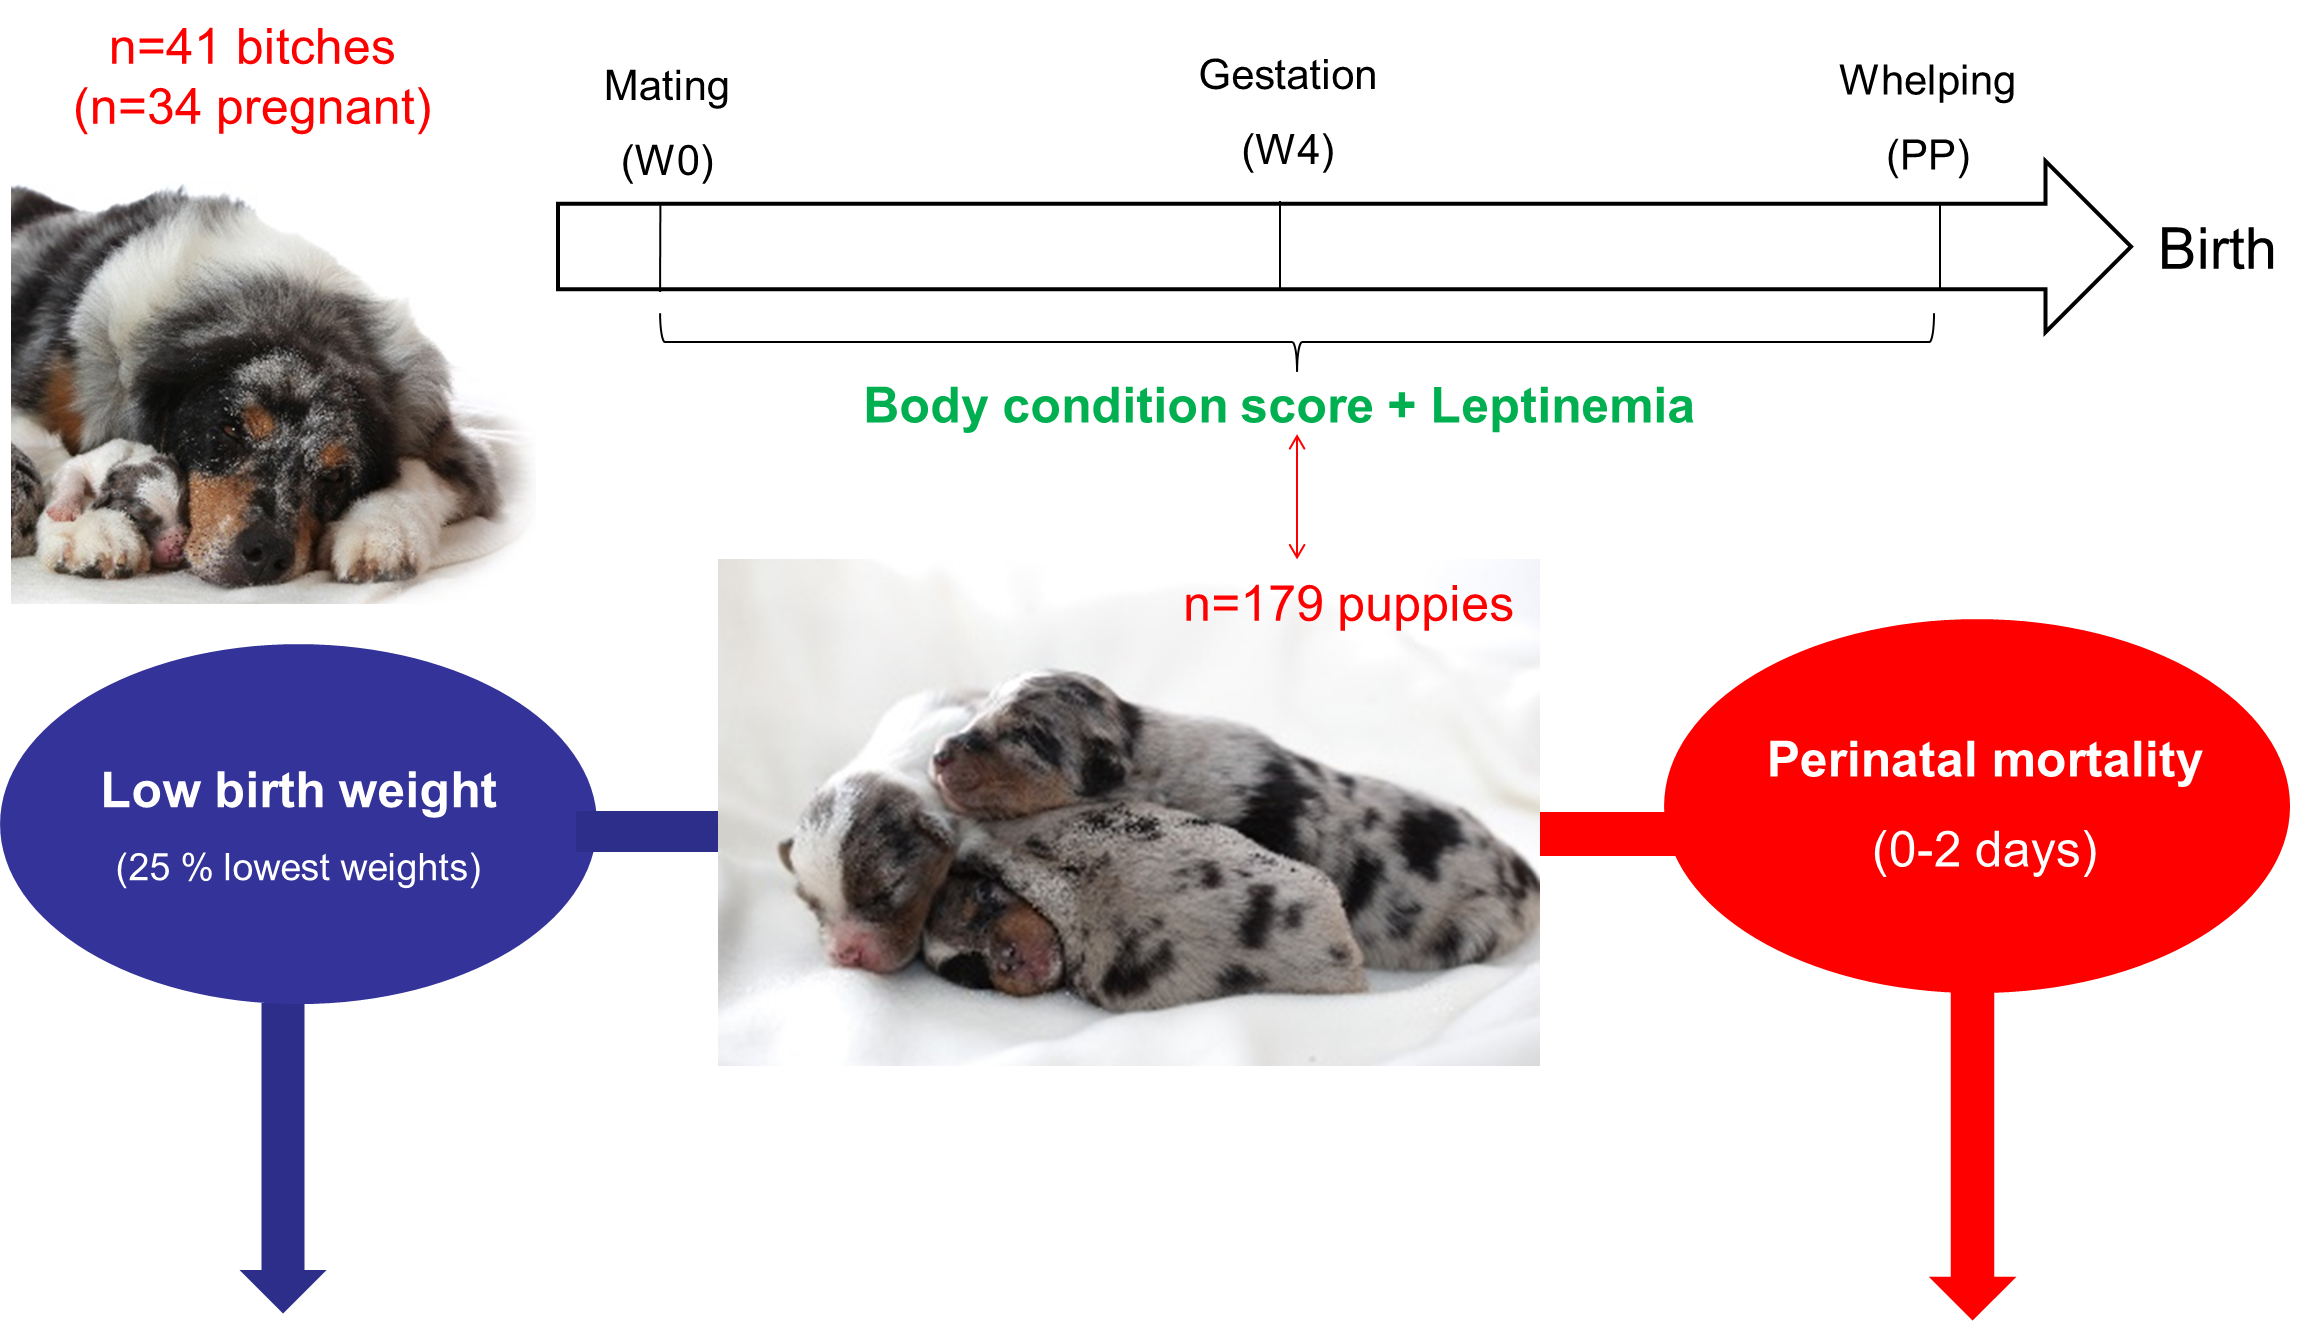 n=41 bitches
(n=34 pregnant)
Mating
(W0)
Gestation
(W4)
Whelping
(PP)
Birth
Body condition score + Leptinemia
n=179 puppies
Low birth weight
(25 % lowest weights)
Perinatal mortality
(0-2 days)